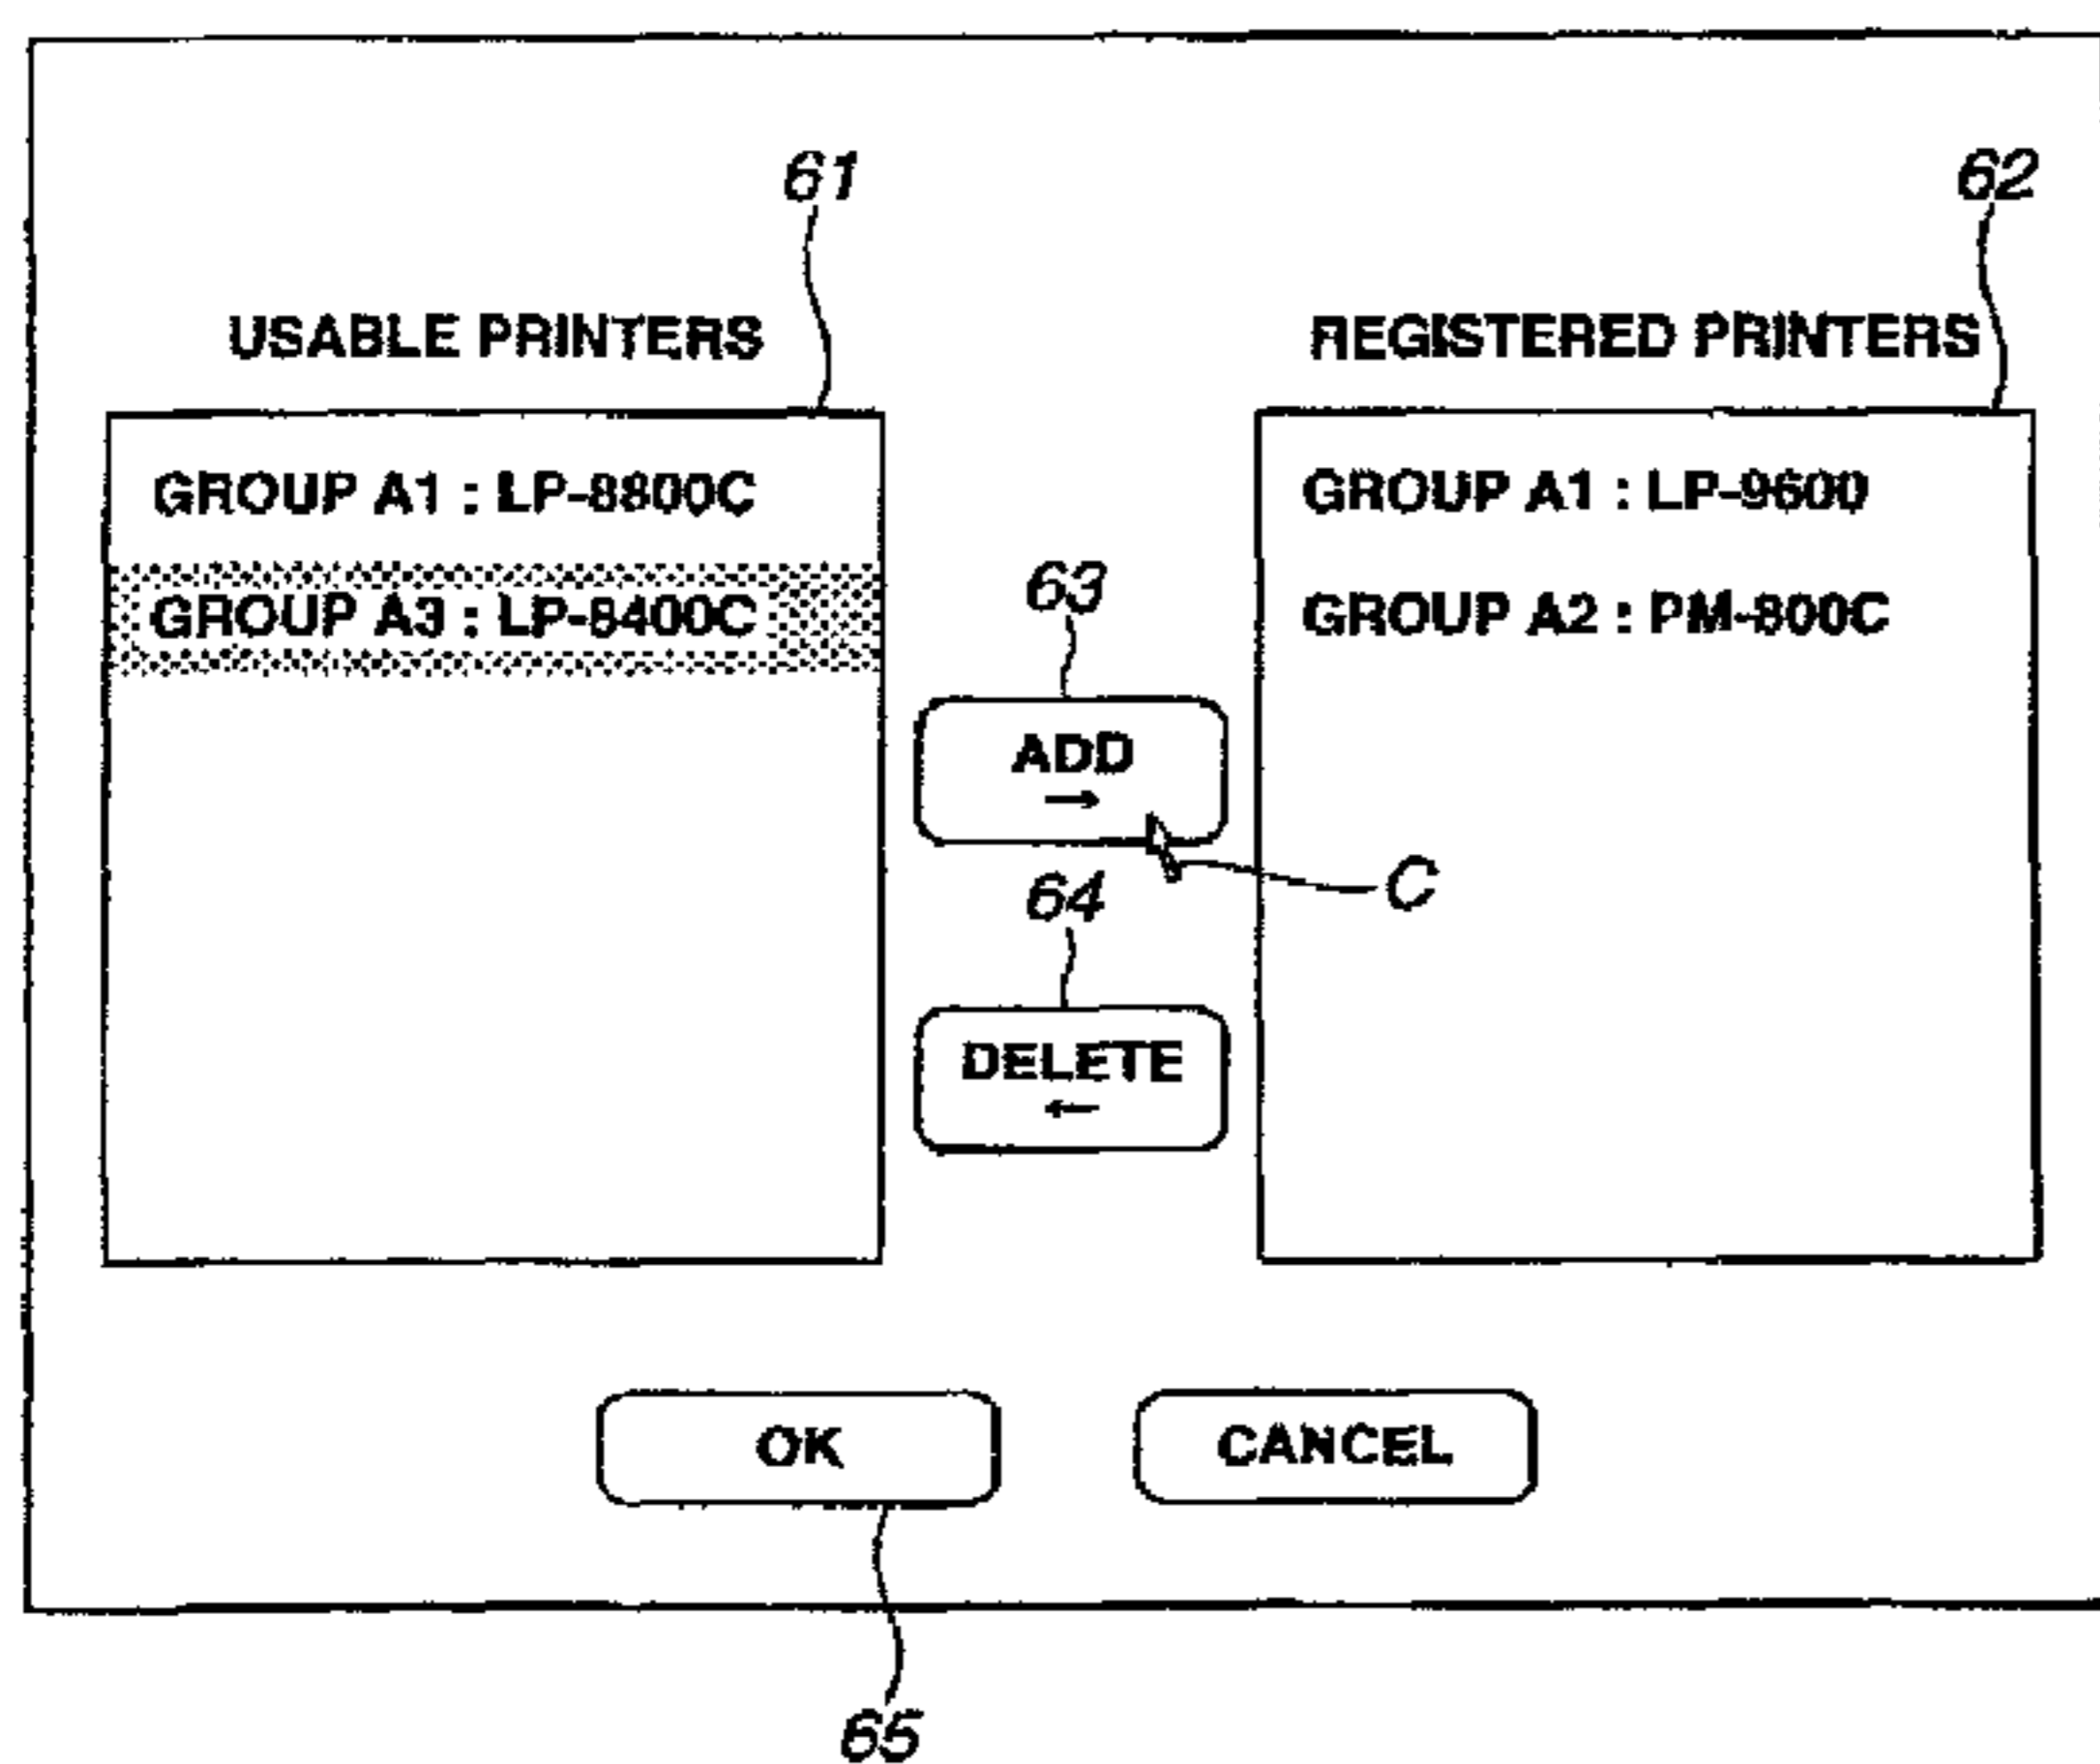 61
62
USABLE PRINTERS
REGISTERED PRINTERS
GROUP A1 : LP-8800C
GROUP A3 : LP-8400C
GROUP A1 : LP-9600
GROUP A2 : PM-800C
63
ADD
→
C
64
DELETE
←
OK
CANCEL
65